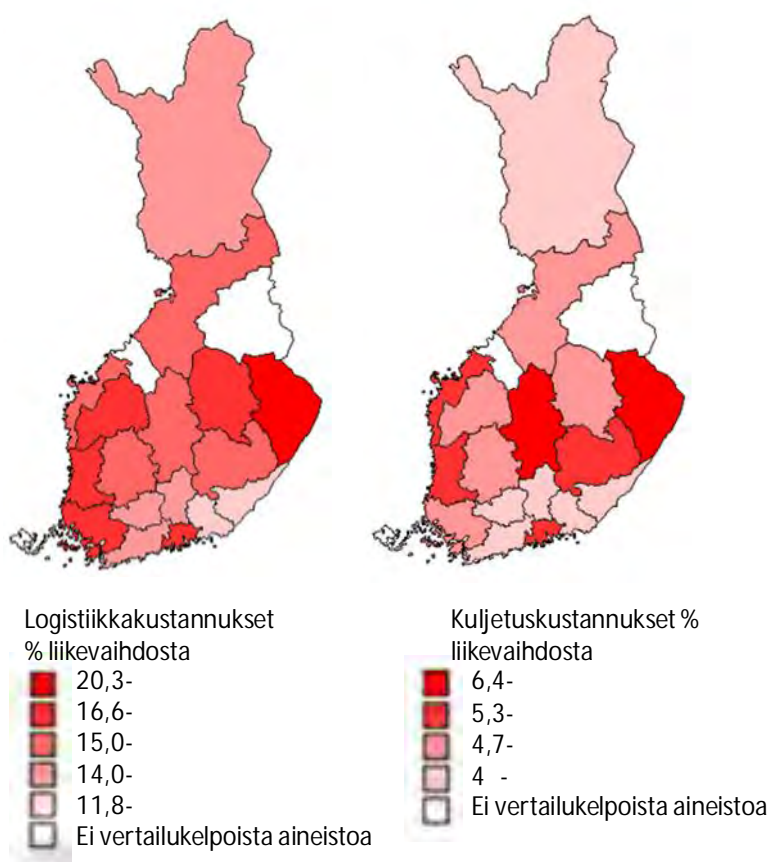 Logistiikkakustannukset
% liikevaihdosta
20,3-
16,6-
15,0-
14,0-
11,8-
Ei vertailukelpoista aineistoa
Kuljetuskustannukset %
liikevaihdosta
6,4-
5,3-
4,7-
4 -
Ei vertailukelpoista aineistoa